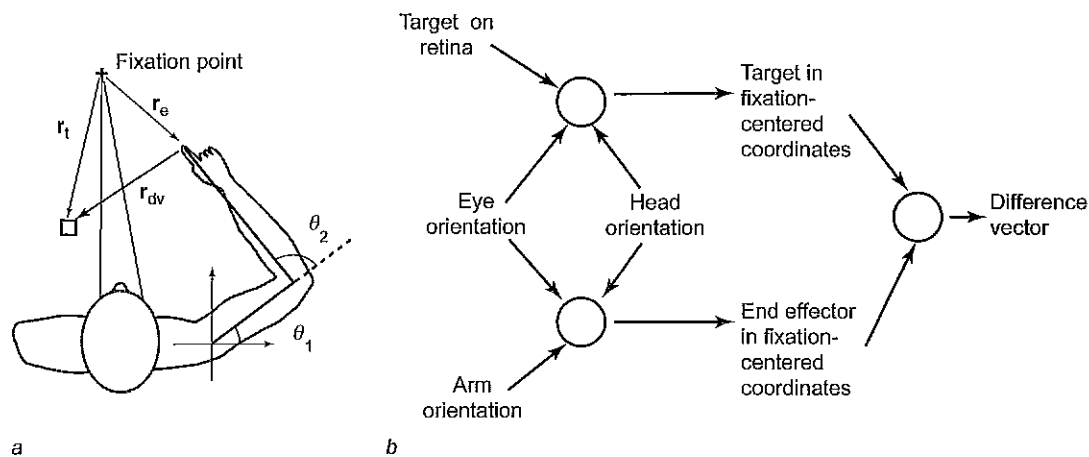 Fixation point
r_e
r_t
r_dv
θ_2
θ_1
a
Target on
retina
Target in
fixation-
centered
coordinates
Eye
orientation
Head
orientation
Difference
vector
End effector
in fixation-
centered
coordinates
Arm
orientation
b